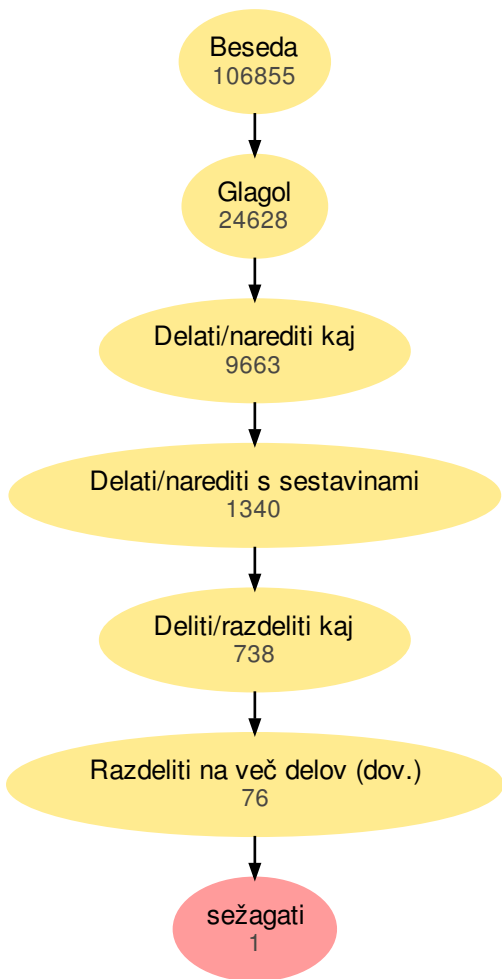 Beseda
106855
Glagol
24628
Delati/narediti kaj
9663
Delati/narediti s sestavinami
1340
Deliti/razdeliti kaj
738
Razdeliti na več delov (dov.)
76
sežagati
1